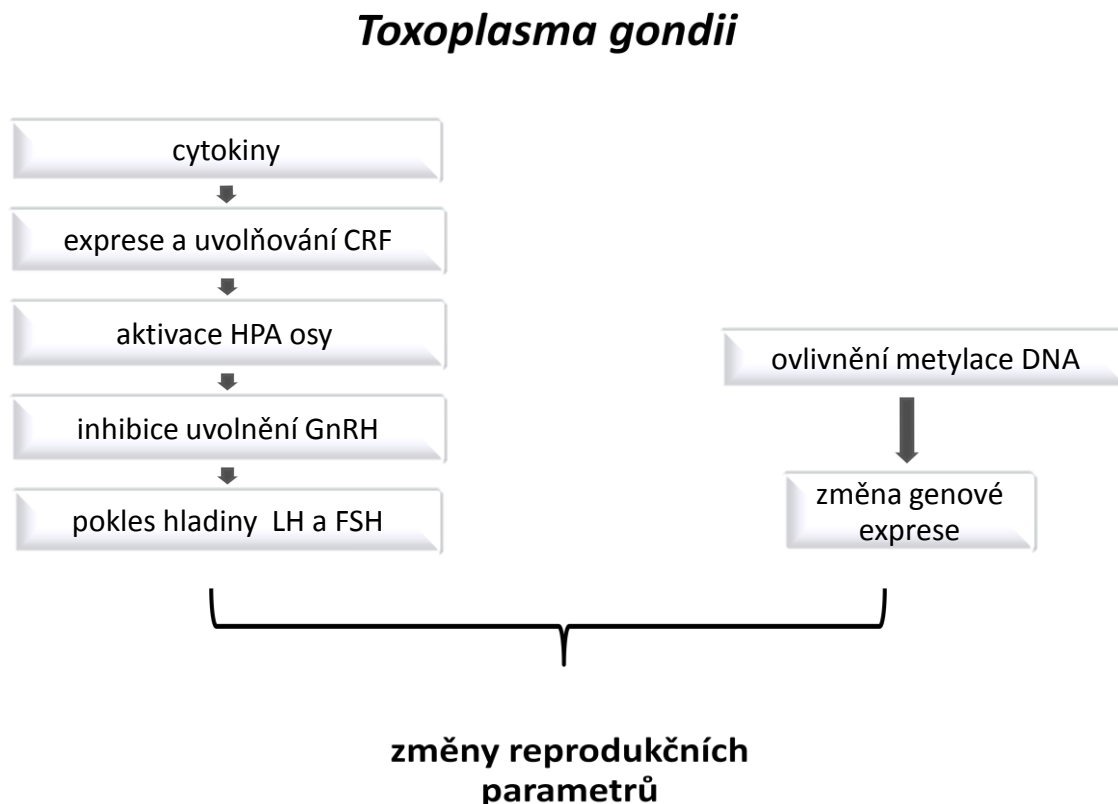 Toxoplasma gondii
cytokiny
exprese a uvolňování CRF
aktivace HPA osy
inhibice uvolnění GnRH
pokles hladiny LH a FSH
ovlivnění metylace DNA
změna genové
exprese
změny reprodukčních
parametrů